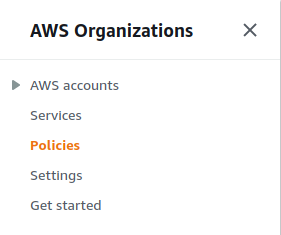 AWS Organizations
AWS accounts
Services
Policies
Settings
Get started